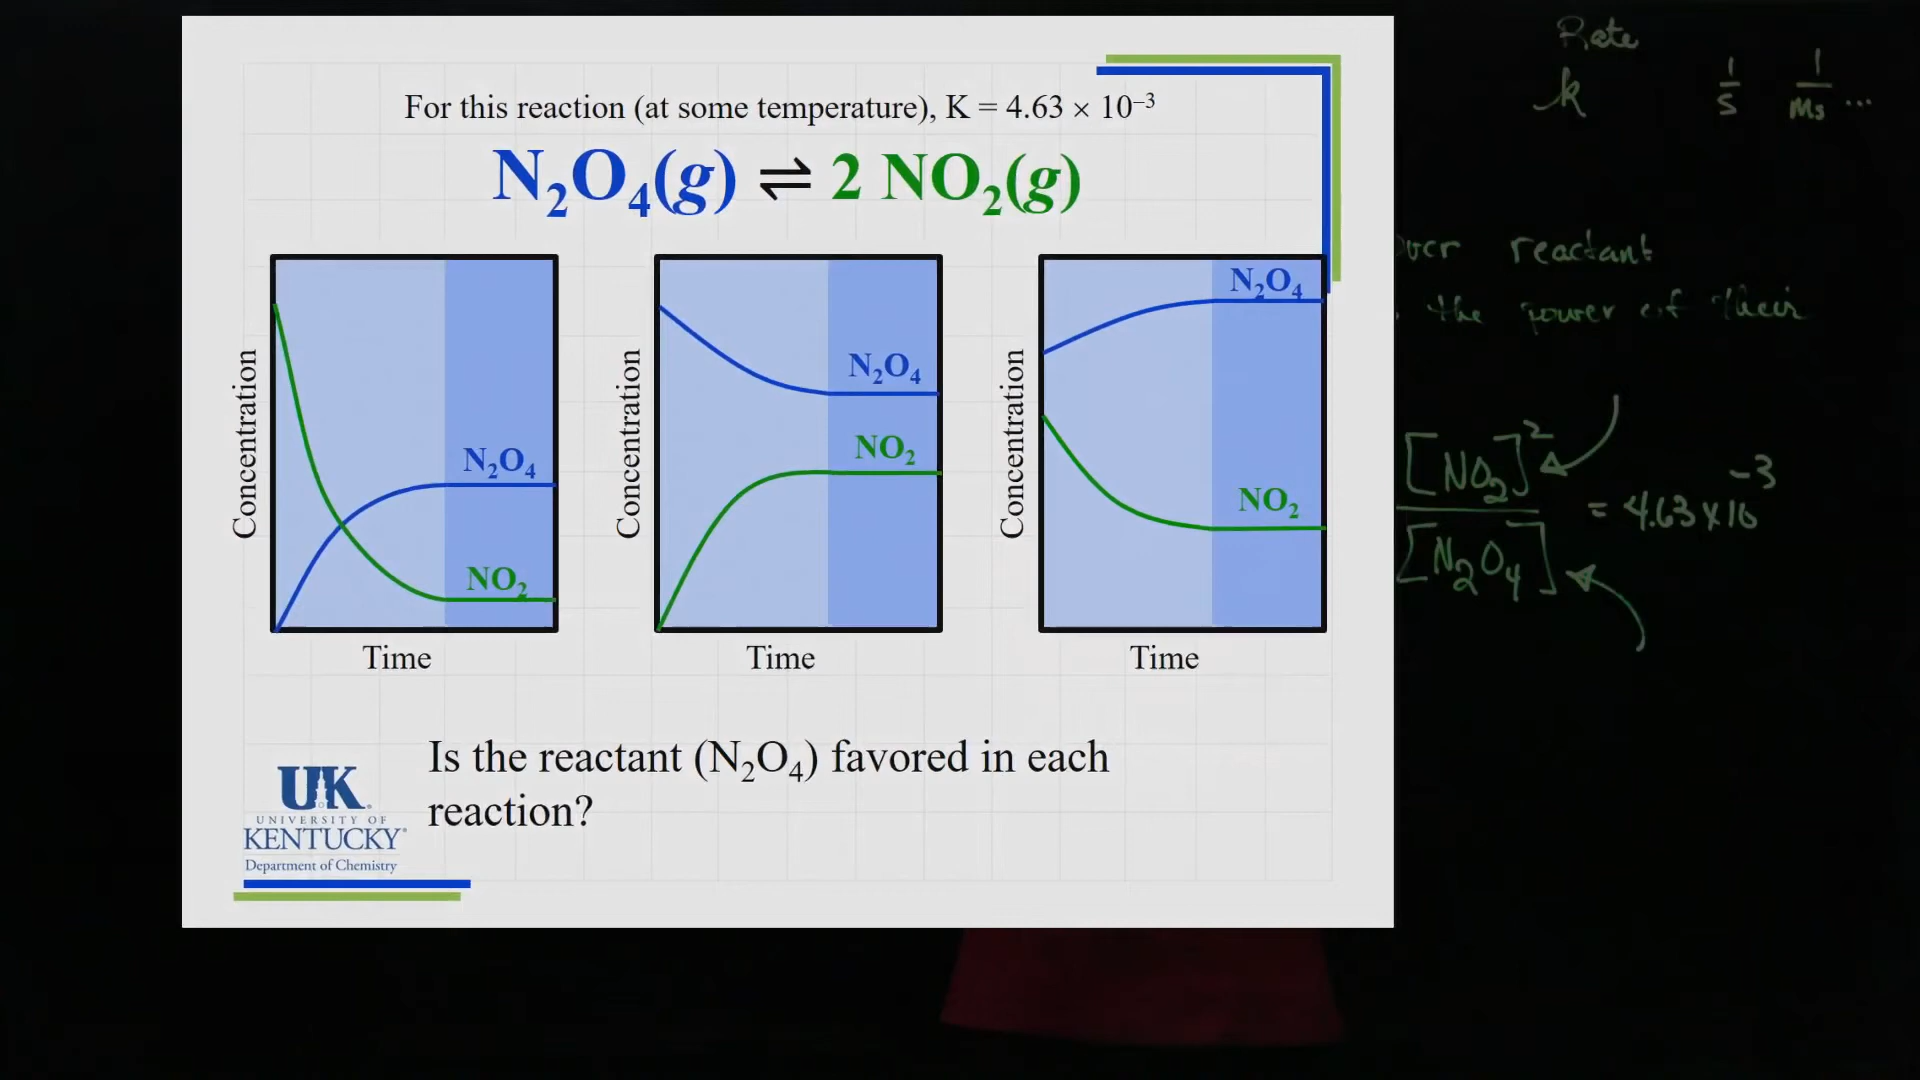 For this reaction (at some temperature), K = 4.63 × 10⁻³
N₂O₄(g) ⇌ 2 NO₂(g)
Concentration
N₂O₄
NO₂
Time
Concentration
N₂O₄
NO₂
Time
Concentration
N₂O₄
NO₂
Time
Is the reactant (N₂O₄) favored in each
reaction?
UK
UNIVERSITY OF
KENTUCKY®
Department of Chemistry
Rate
k 1/s 1/Ms ...
over reactant
the power of their
[NO₂]² / [N₂O₄] = 4.63 x 10⁻³